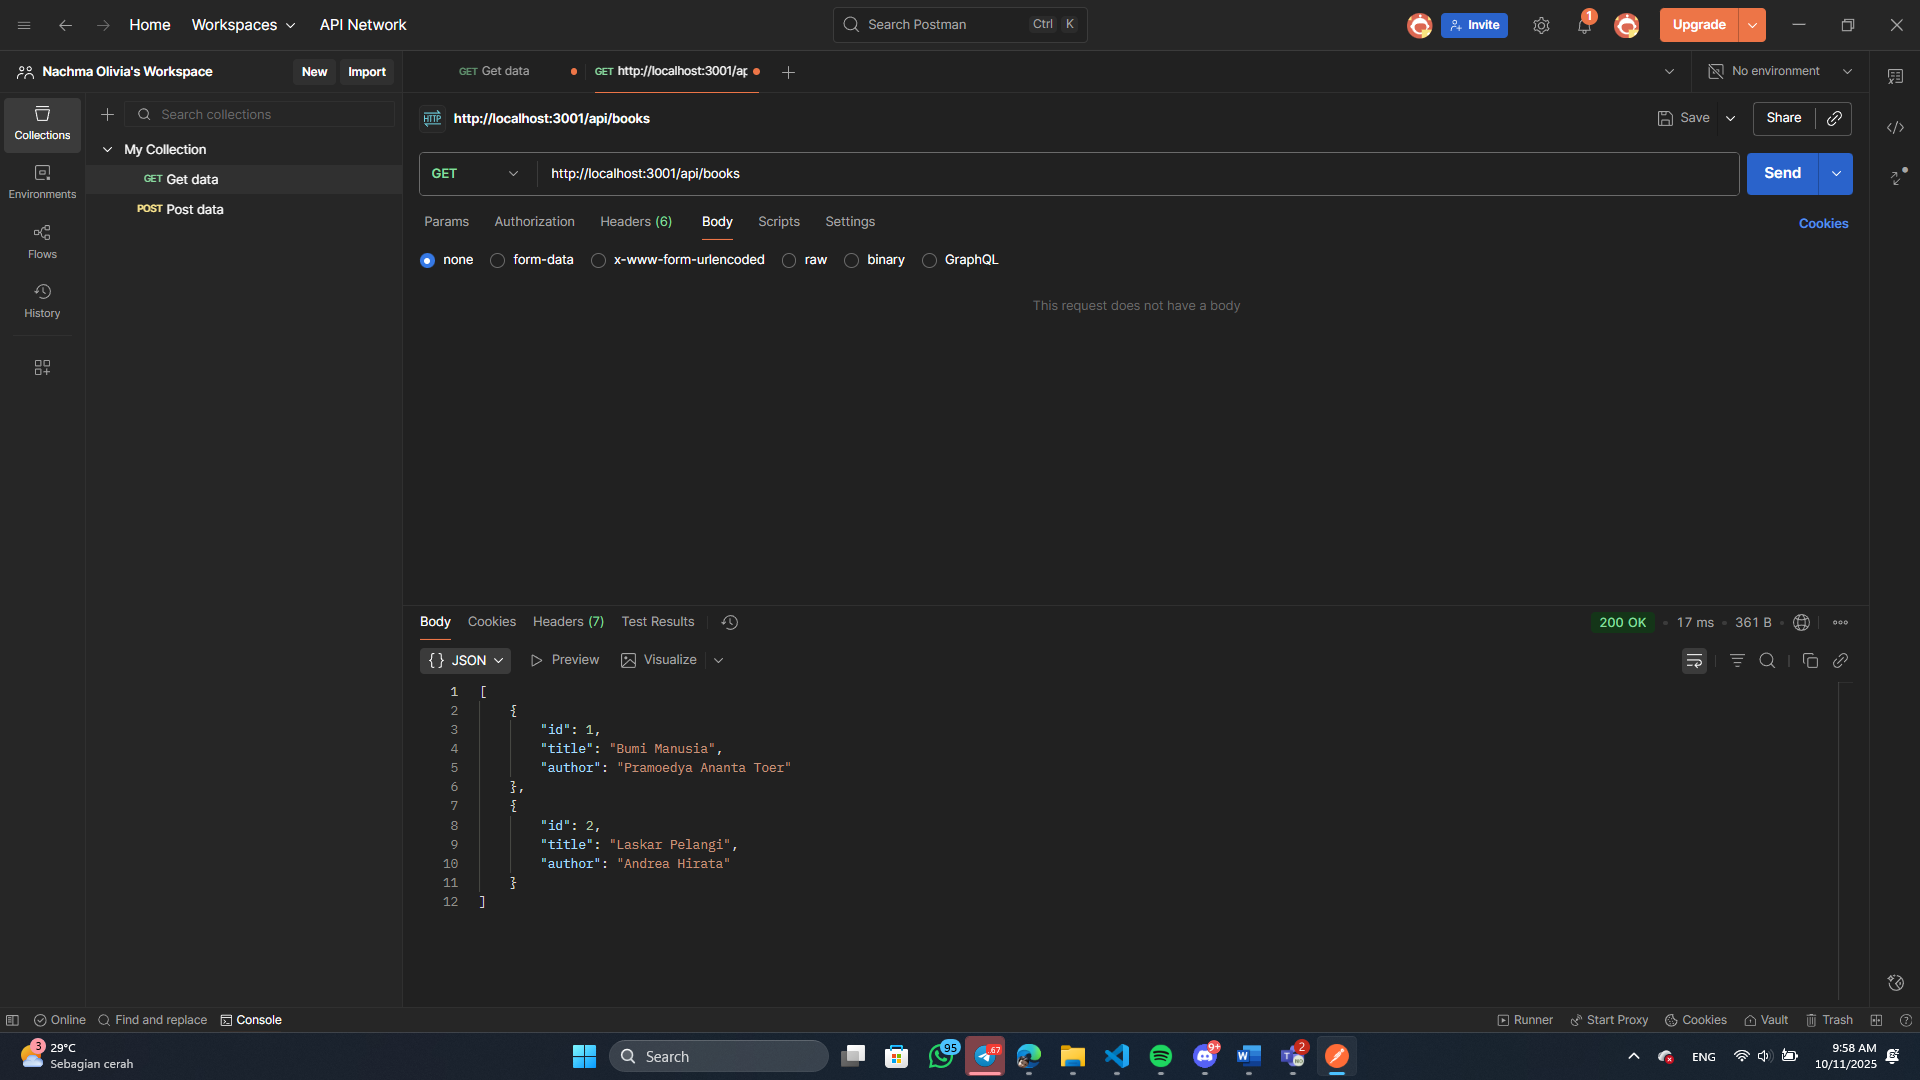 Home Workspaces API Network
Search Postman Ctrl K
Invite
1
Upgrade
Nachma Olivia's Workspace New Import
GET Get data
GET http://localhost:3001/ap
No environment
Collections
Environments
Flows
History
Search collections
My Collection
GET Get data
POST Post data
HTTP http://localhost:3001/api/books
Save Share
GET http://localhost:3001/api/books Send
Params Authorization Headers (6) Body Scripts Settings Cookies
none form-data x-www-form-urlencoded raw binary GraphQL
This request does not have a body
Body Cookies Headers (7) Test Results 200 OK 17 ms 361 B
{} JSON Preview Visualize
1 [
2 {
3 "id": 1,
4 "title": "Bumi Manusia",
5 "author": "Pramoedya Ananta Toer"
6 },
7 {
8 "id": 2,
9 "title": "Laskar Pelangi",
10 "author": "Andrea Hirata"
11 }
12 ]
Online Find and replace Console Runner Start Proxy Cookies Vault Trash
3 29°C
Sebagian cerah
Search
95
67
9+
2
ENG
9:58 AM
10/11/2025